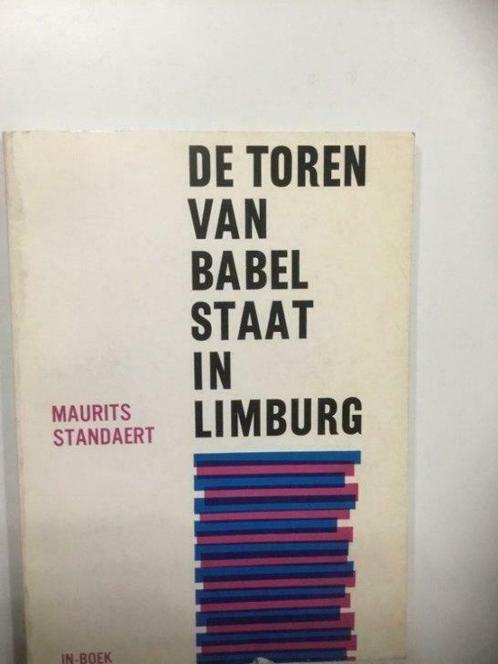 DE TOREN
VAN
BABEL
STAAT
IN
LIMBURG
MAURITS
STANDAERT
IN-BOEK